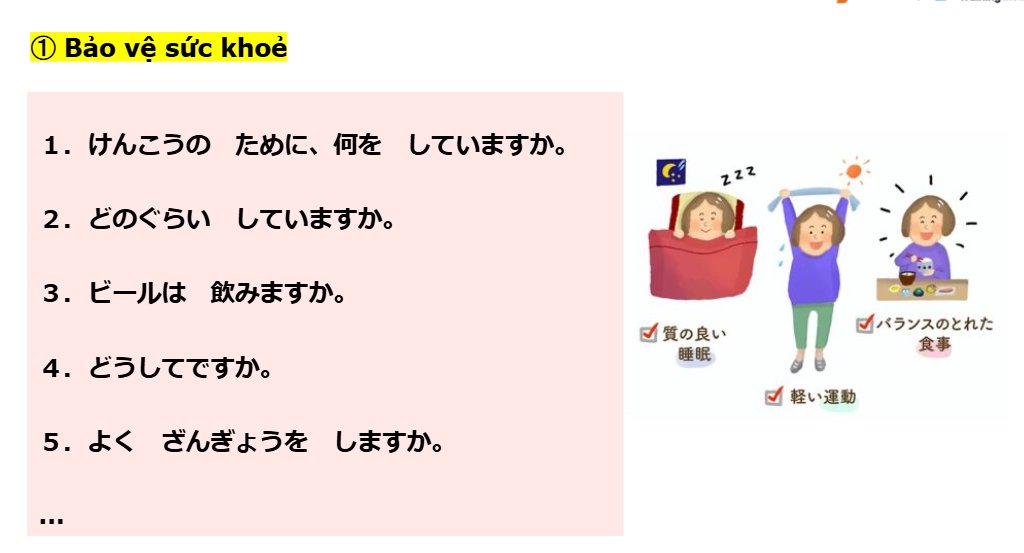 ① Bảo vệ sức khoẻ
1．けんこうの　ために、何を　していますか。
2．どのぐらい　していますか。
3．ビールは　飲みますか。
4．どうしてですか。
5．よく　ざんぎょうを　しますか。
...
z z z
質の良い
睡眠
軽い運動
バランスのとれた
食事